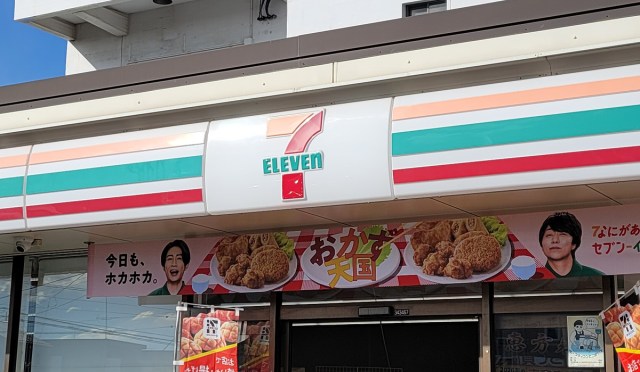 7
ELEVEn
今日も、
ホカホカ。
おかず
天国
なにがあ
セブン-イ